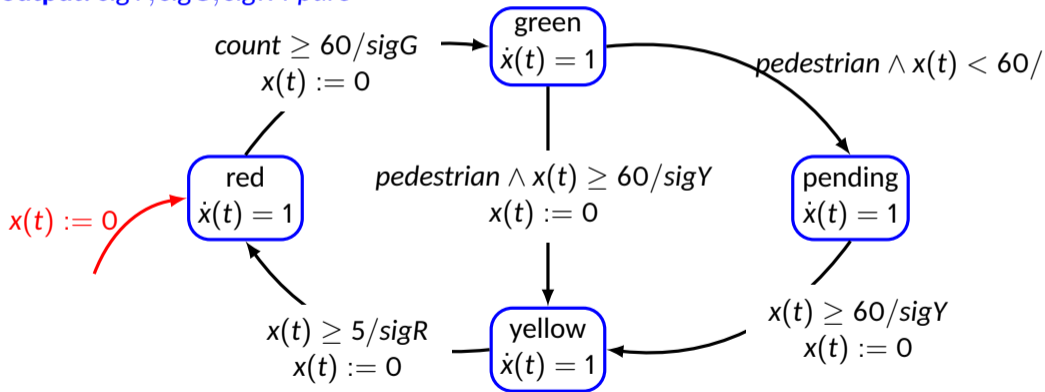 count ≥ 60/sigG
x(t) := 0
green
ẋ(t) = 1
pedestrian ∧ x(t) < 60/
red
ẋ(t) = 1
x(t) := 0
pedestrian ∧ x(t) ≥ 60/sigY
x(t) := 0
pending
ẋ(t) = 1
x(t) ≥ 5/sigR
x(t) := 0
yellow
ẋ(t) = 1
x(t) ≥ 60/sigY
x(t) := 0